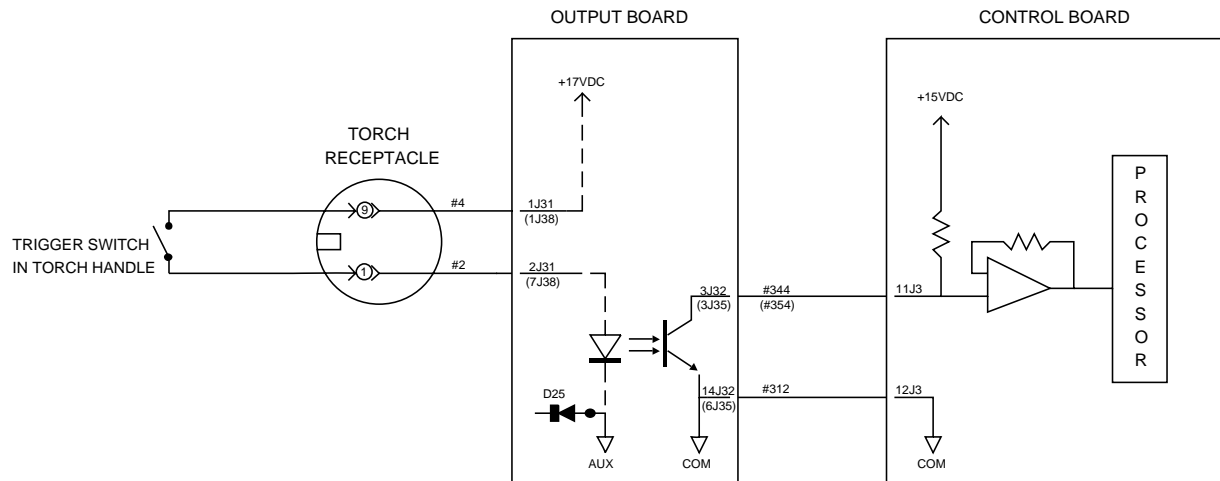 OUTPUT BOARD
CONTROL BOARD
+17VDC
+15VDC
TORCH
RECEPTACLE
TRIGGER SWITCH
IN TORCH HANDLE
9
#4
1J31
(1J38)
1
#2
2J31
(7J38)
3J32
(3J35)
#344
(#354)
11J3
PROCESSOR
D25
14J32
(6J35)
#312
12J3
AUX
COM
COM